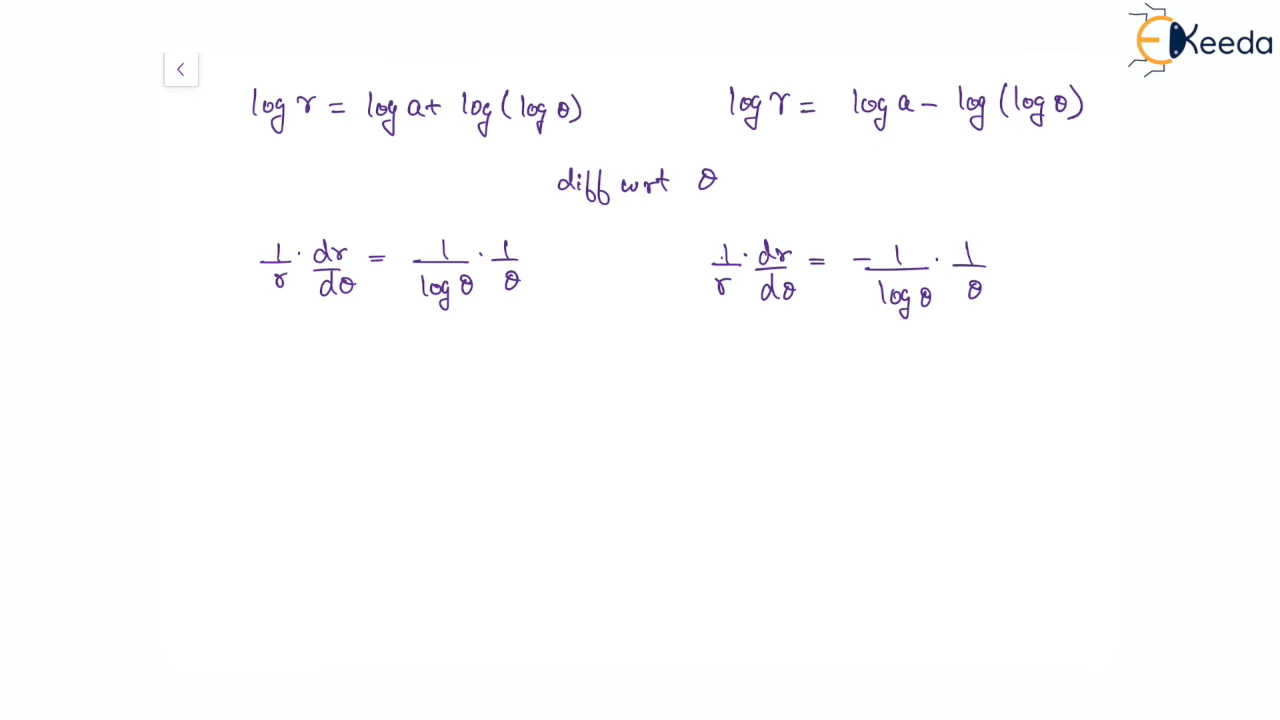 EKeeda
log r = log a + log (log θ)    log r = log a - log (log θ)
diff wrt θ
1/r · dr/dθ = 1/log θ · 1/θ    1/r · dr/dθ = - 1/log θ · 1/θ